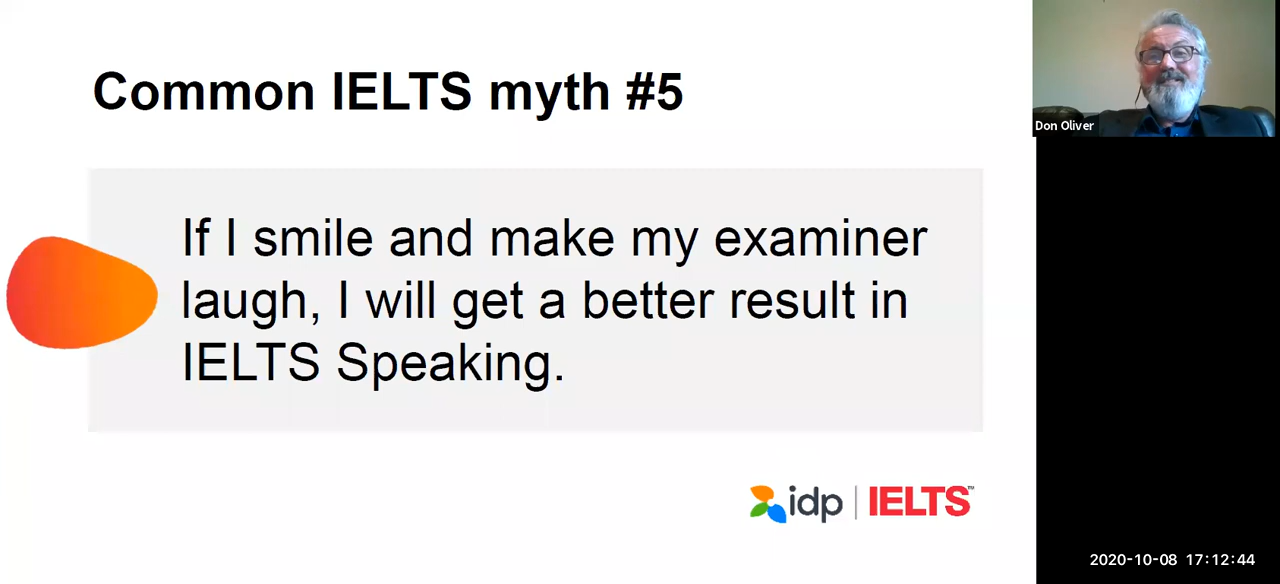 Common IELTS myth #5
Don Oliver
If I smile and make my examiner
laugh, I will get a better result in
IELTS Speaking.
idp | IELTS™
2020-10-08 17:12:44